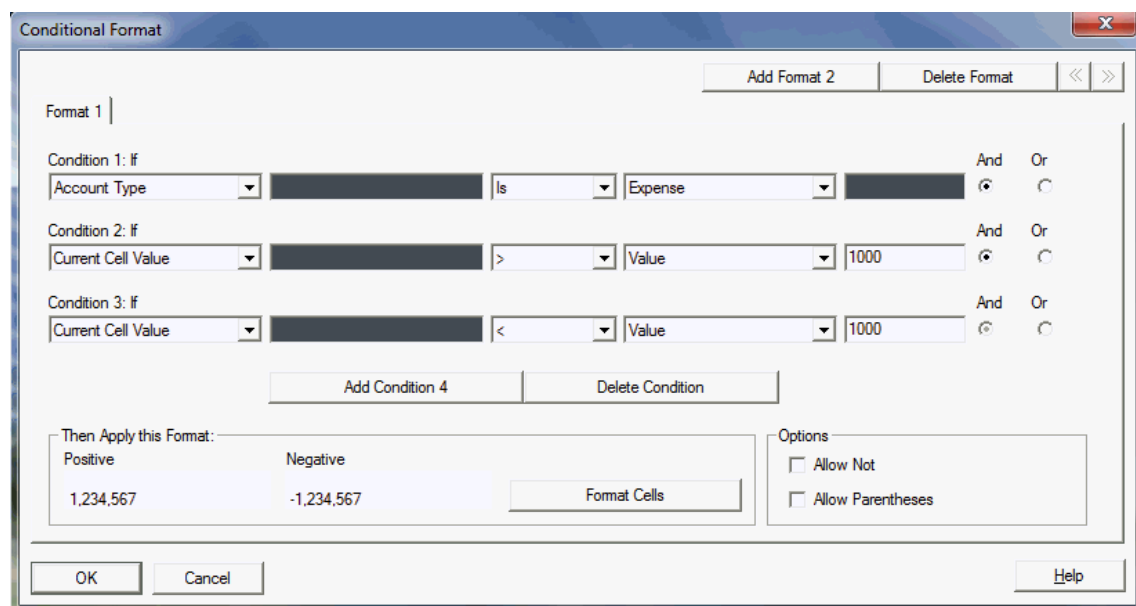 Conditional Format
Add Format 2 Delete Format
Format 1
Condition 1: If And Or
Account Type Is Expense
Condition 2: If And Or
Current Cell Value > Value 1000
Condition 3: If And Or
Current Cell Value < Value 1000
Add Condition 4 Delete Condition
Then Apply this Format: Options
Positive Negative Allow Not
1,234,567 -1,234,567 Format Cells Allow Parentheses
OK Cancel Help